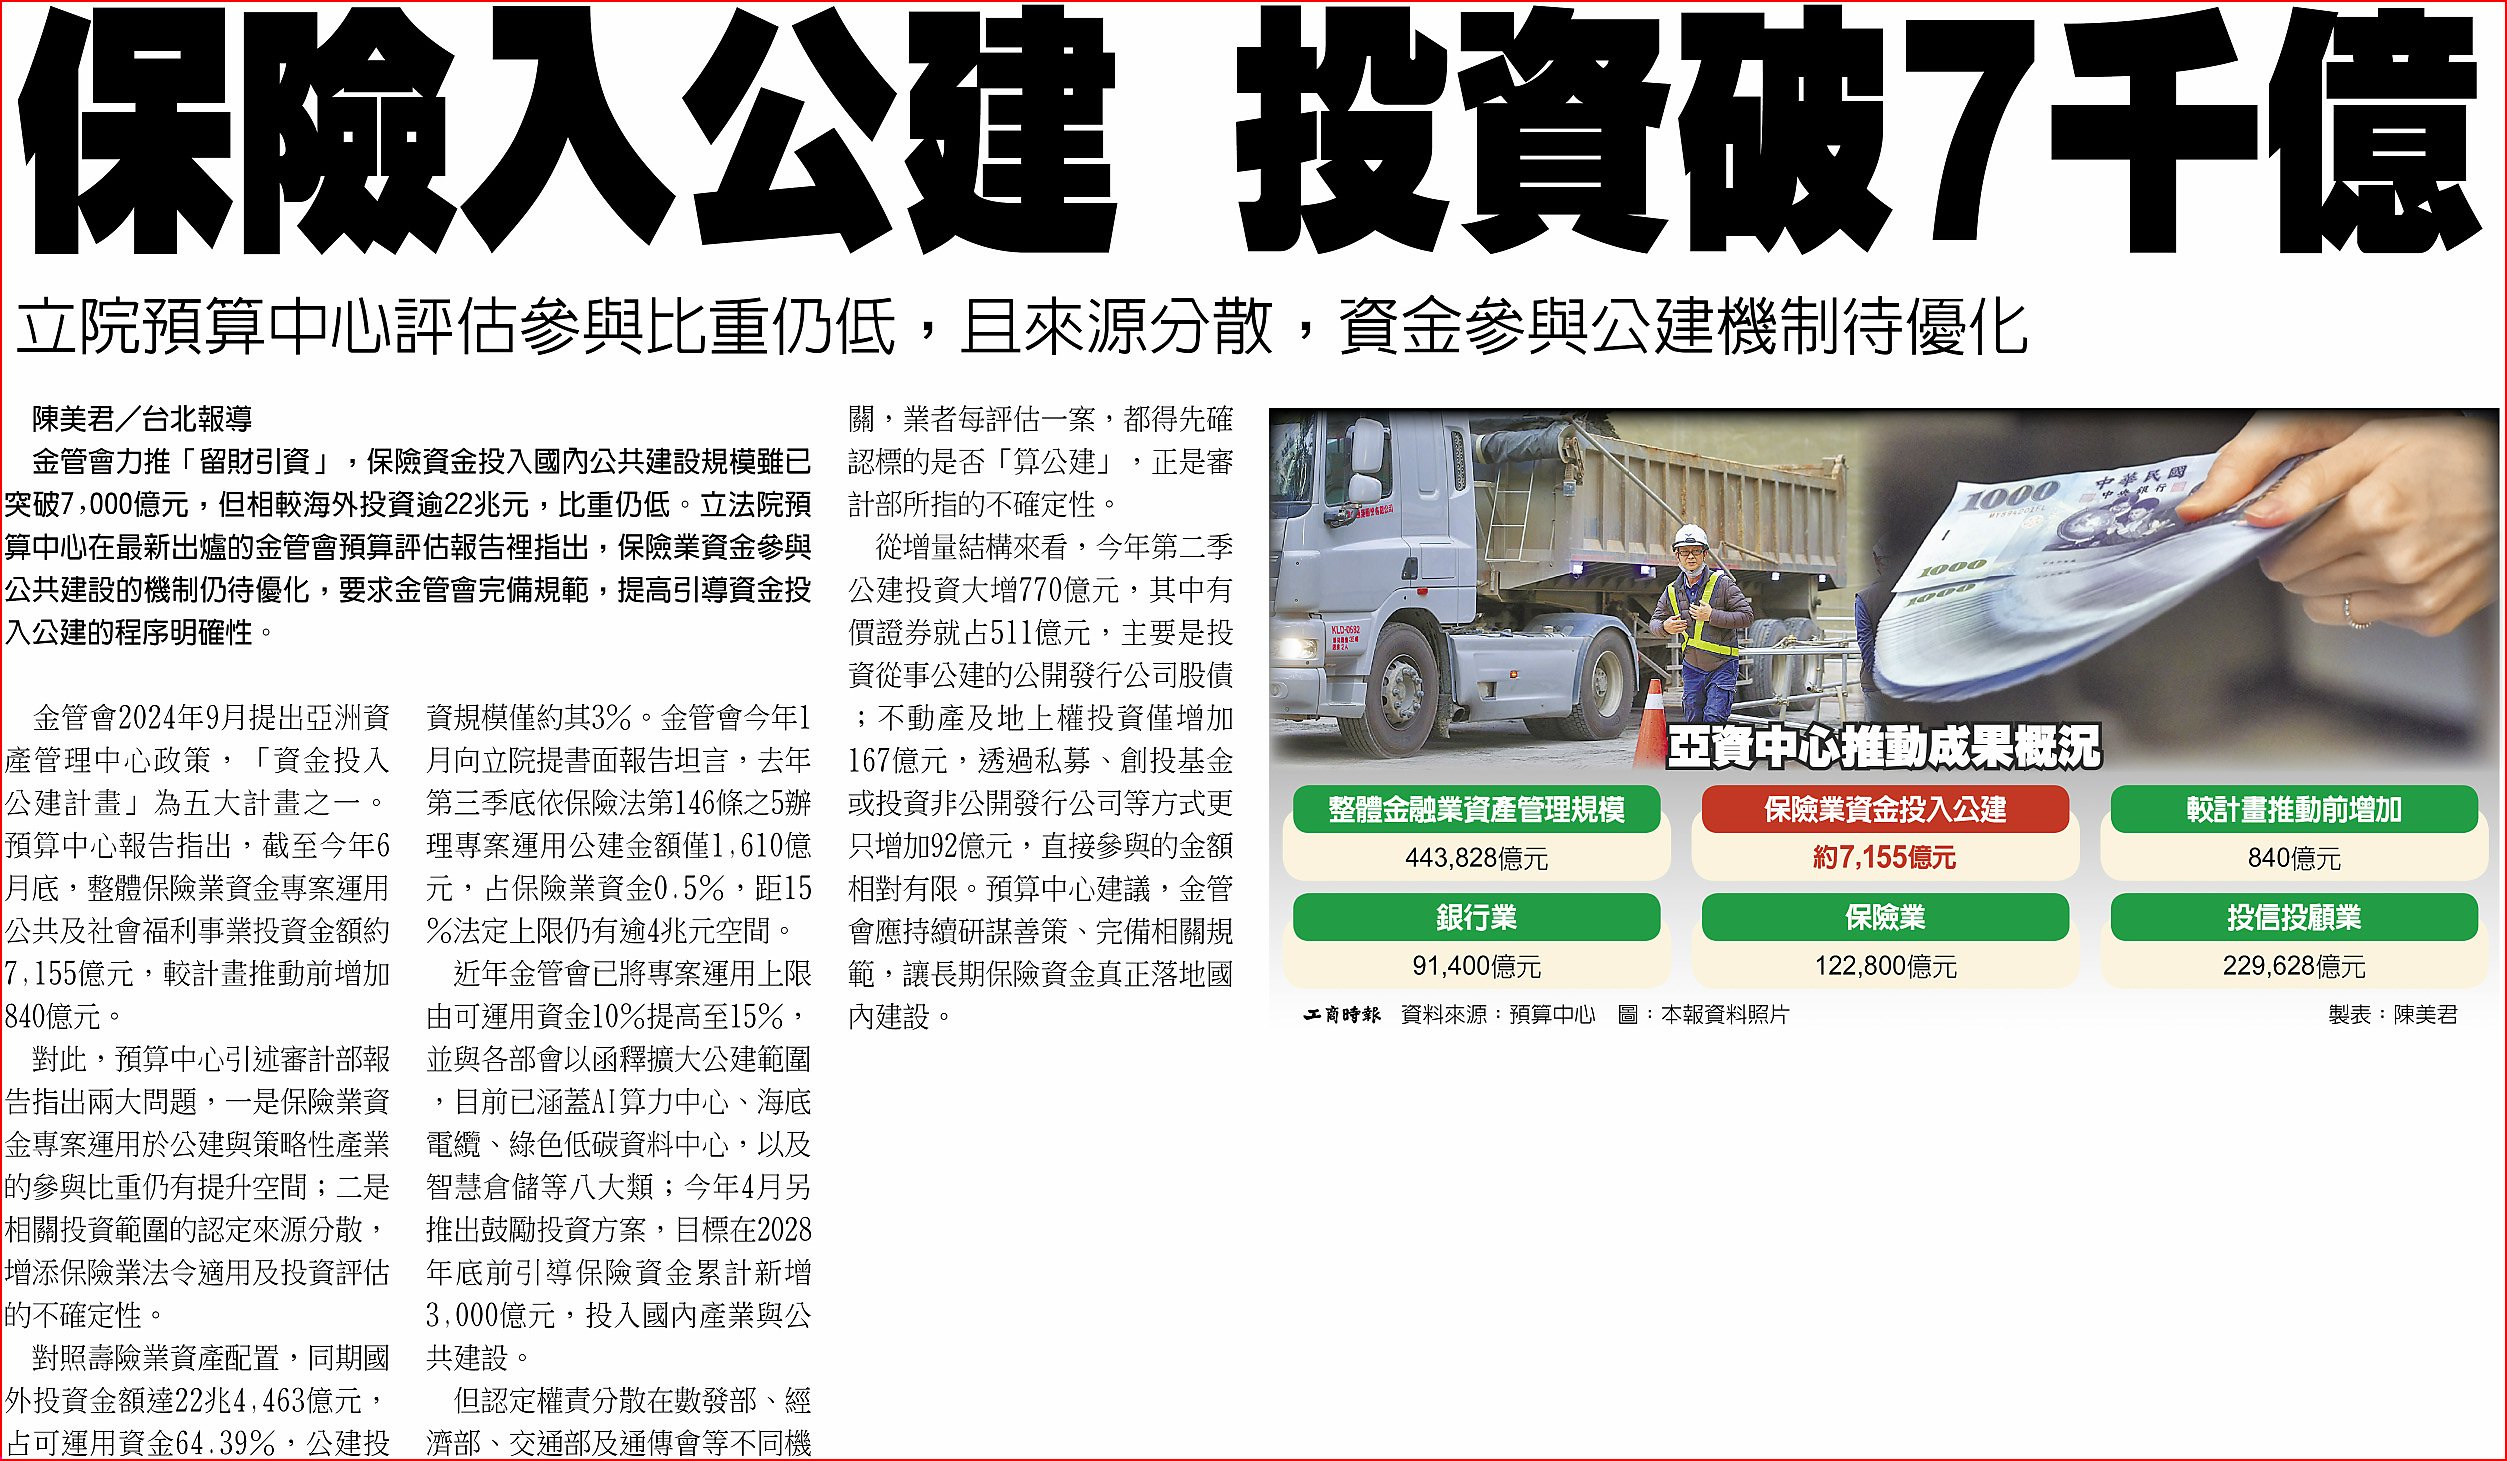 保險入公建 投資破7千億
立院預算中心評估參與比重仍低，且來源分散，資金參與公建機制待優化
陳美君／台北報導
金管會力推「留財引資」，保險資金投入國內公共建設規模雖已
突破7,000億元，但相較海外投資逾22兆元，比重仍低。立法院預
算中心在最新出爐的金管會預算評估報告裡指出，保險業資金參與
公共建設的機制仍待優化，要求金管會完備規範，提高引導資金投
入公建的程序明確性。
金管會2024年9月提出亞洲資
產管理中心政策，「資金投入
公建計畫」為五大計畫之一。
預算中心報告指出，截至今年6
月底，整體保險業資金專案運用
公共及社會福利事業投資金額約
7,155億元，較計畫推動前增加
840億元。
對此，預算中心引述審計部報
告指出兩大問題，一是保險業資
金專案運用於公建與策略性產業
的參與比重仍有提升空間；二是
相關投資範圍的認定來源分散，
增添保險業法令適用及投資評估
的不確定性。
對照壽險業資產配置，同期國
外投資金額達22兆4,463億元，
占可運用資金64.39％，公建投
資規模僅約其3％。金管會今年1
月向立院提書面報告坦言，去年
第三季底依保險法第146條之5辦
理專案運用公建金額僅1,610億
元，占保險業資金0.5％，距15
％法定上限仍有逾4兆元空間。
近年金管會已將專案運用上限
由可運用資金10％提高至15％，
並與各部會以函釋擴大公建範圍
，目前已涵蓋AI算力中心、海底
電纜、綠色低碳資料中心，以及
智慧倉儲等八大類；今年4月另
推出鼓勵投資方案，目標在2028
年底前引導保險資金累計新增
3,000億元，投入國內產業與公
共建設。
但認定權責分散在數發部、經
濟部、交通部及通傳會等不同機
關，業者每評估一案，都得先確
認標的是否「算公建」，正是審
計部所指的不確定性。
從增量結構來看，今年第二季
公建投資大增770億元，其中有
價證券就占511億元，主要是投
資從事公建的公開發行公司股債
；不動產及地上權投資僅增加
167億元，透過私募、創投基金
或投資非公開發行公司等方式更
只增加92億元，直接參與的金額
相對有限。預算中心建議，金管
會應持續研謀善策、完備相關規
範，讓長期保險資金真正落地國
內建設。
KLD-0592
1000
中華民國
中央銀行
1000
1000
亞資中心推動成果概況
整體金融業資產管理規模
443,828億元
保險業資金投入公建
約7,155億元
較計畫推動前增加
840億元
銀行業
91,400億元
保險業
122,800億元
投信投顧業
229,628億元
工商時報 資料來源：預算中心 圖：本報資料照片 製表：陳美君